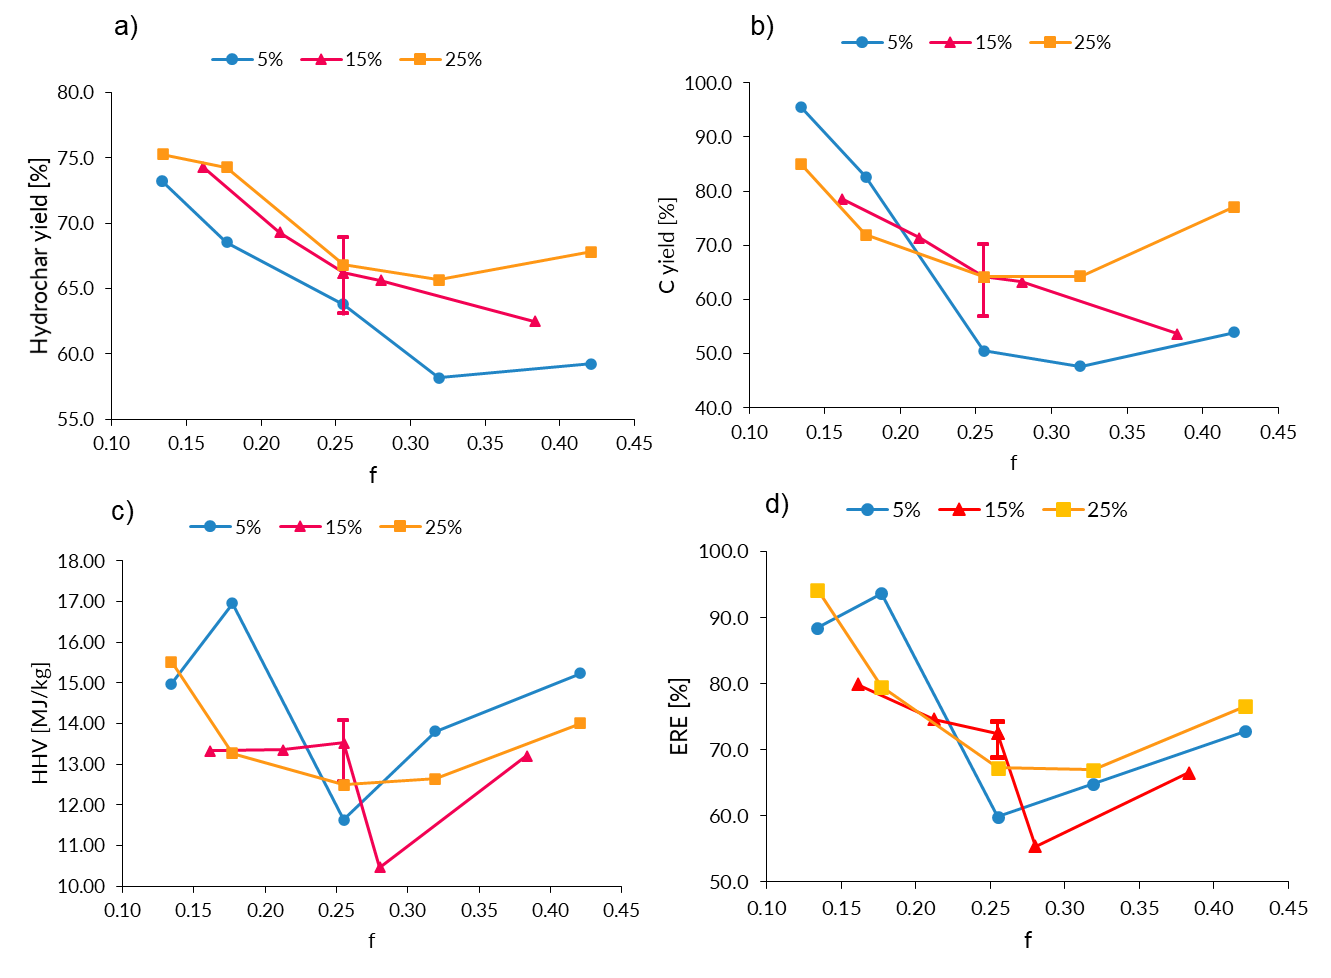 a)
5% 15% 25%
Hydrochar yield [%]
80.0
75.0
70.0
65.0
60.0
55.0
0.10 0.15 0.20 0.25 0.30 0.35 0.40 0.45
f
b)
5% 15% 25%
C yield [%]
100.0
90.0
80.0
70.0
60.0
50.0
40.0
0.10 0.15 0.20 0.25 0.30 0.35 0.40 0.45
f
c)
5% 15% 25%
HHV [MJ/kg]
18.00
17.00
16.00
15.00
14.00
13.00
12.00
11.00
10.00
0.10 0.15 0.20 0.25 0.30 0.35 0.40 0.45
f
d)
5% 15% 25%
ERE [%]
100.0
90.0
80.0
70.0
60.0
50.0
0.10 0.15 0.20 0.25 0.30 0.35 0.40 0.45
f